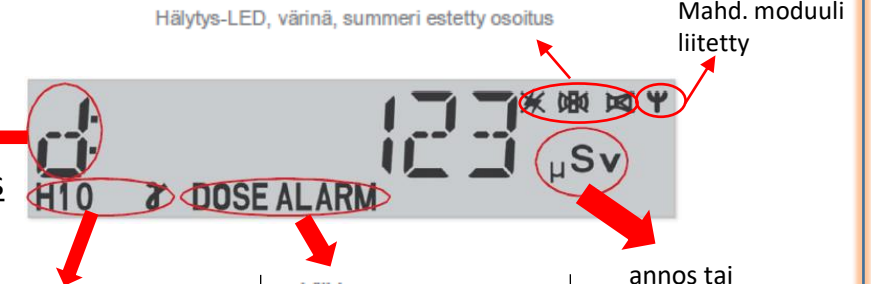 Hälytys-LED, värinä, summeri estetty osoitus
Mahd. moduuli
liitetty
d: 123 µSv
H10 γ DOSE ALARM
annos tai